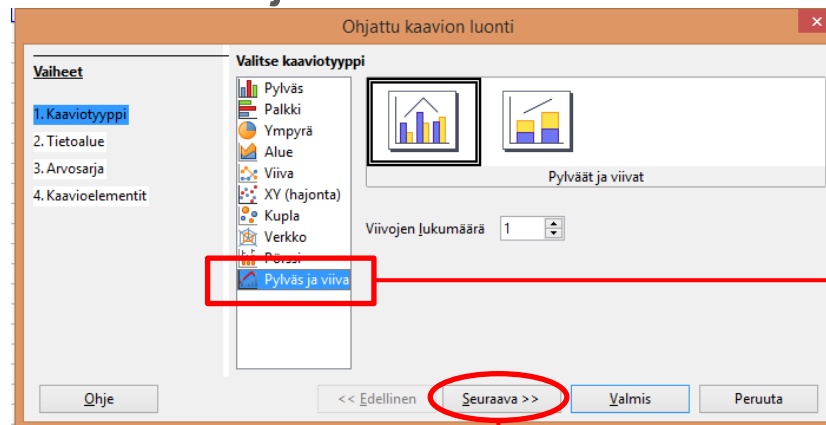 Ohjattu kaavion luonti
Vaiheet
1. Kaaviotyyppi
2. Tietoalue
3. Arvosarja
4. Kaavioelementit
Valitse kaaviotyyppi
Pylväs
Palkki
Ympyrä
Alue
Viiva
XY (hajonta)
Kupla
Verkko
Pörssi
Pylväs ja viiva
Pylväät ja viivat
Viivojen lukumäärä 1
Ohje
<< Edellinen
Seuraava >>
Valmis
Peruuta